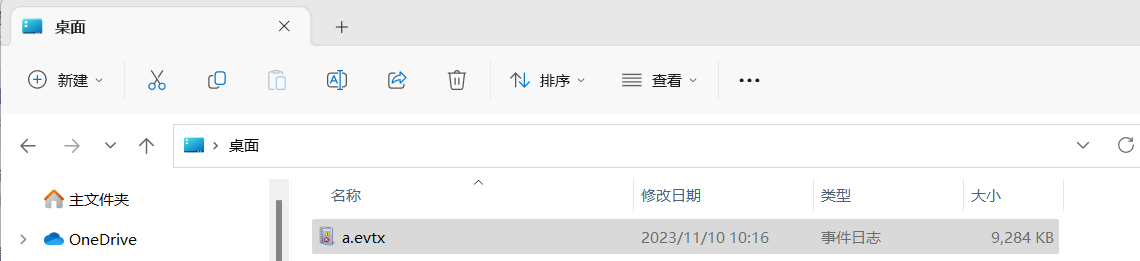 桌面
新建 排序 查看
桌面
主文件夹 名称 修改日期 类型 大小
OneDrive a.evtx 2023/11/10 10:16 事件日志 9,284 KB